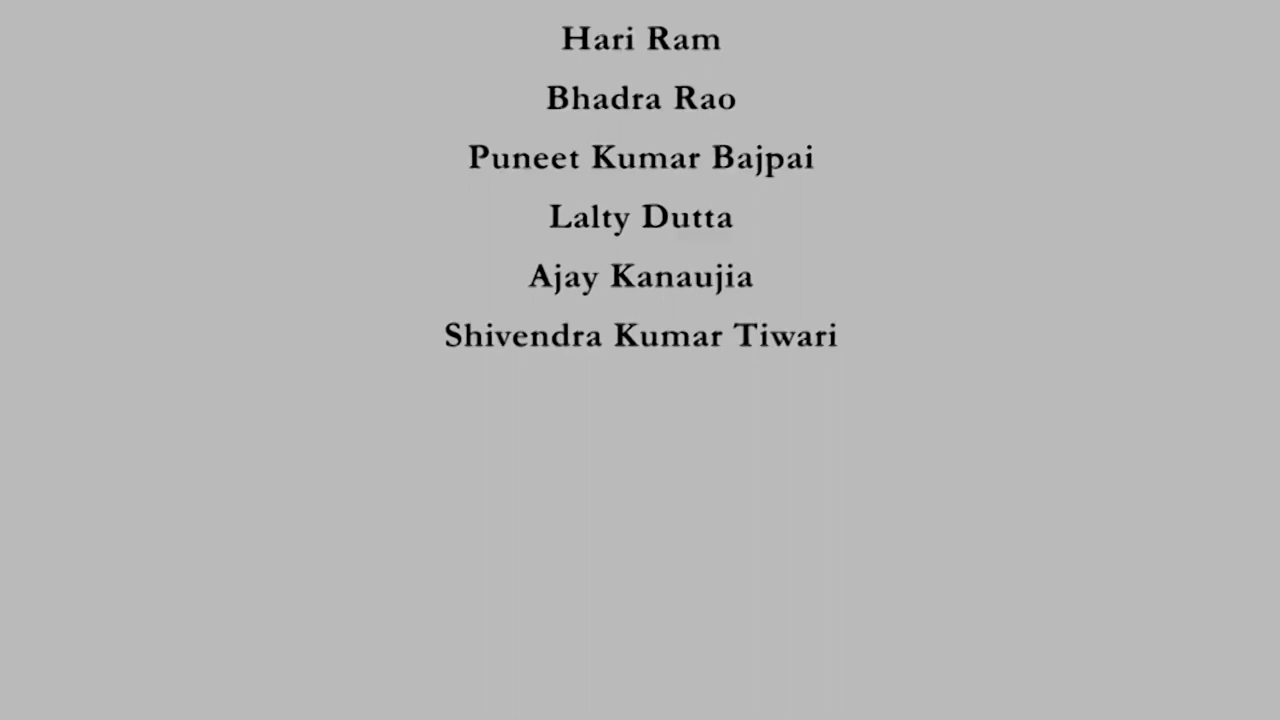 Hari Ram
Bhadra Rao
Puneet Kumar Bajpai
Lalty Dutta
Ajay Kanaujia
Shivendra Kumar Tiwari